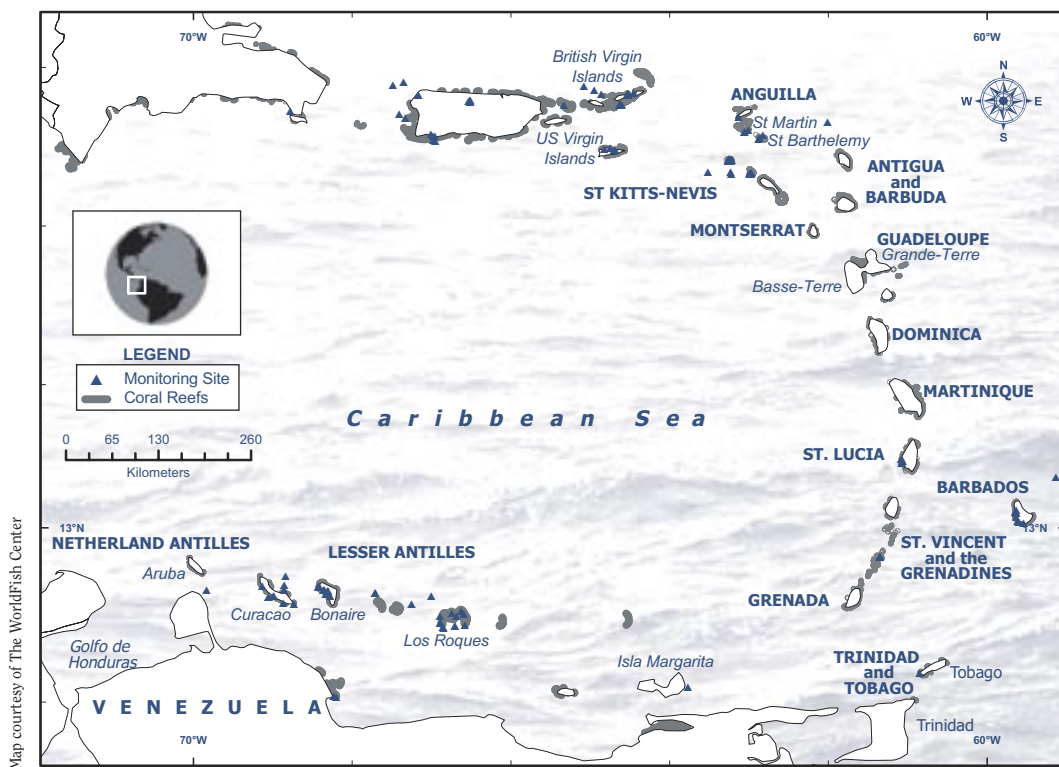 70°W
60°W
British Virgin
Islands
N
W E
S
ANGUILLA
St Martin
St Barthelemy
US Virgin
Islands
ANTIGUA
and
BARBUDA
ST KITTS-NEVIS
MONTSERRAT
GUADELOUPE
Grande-Terre
Basse-Terre
DOMINICA
LEGEND
Monitoring Site
Coral Reefs
MARTINIQUE
Caribbean Sea
0 65 130 260
Kilometers
ST. LUCIA
BARBADOS
13°N
13°N
NETHERLAND ANTILLES
LESSER ANTILLES
ST. VINCENT
and the
GRENADINES
Aruba
Curacao
Bonaire
GRENADA
Los Roques
Golfo de
Honduras
Isla Margarita
TRINIDAD
and
TOBAGO
Tobago
VENEZUELA
Trinidad
70°W
60°W
Map courtesy of The WorldFish Center